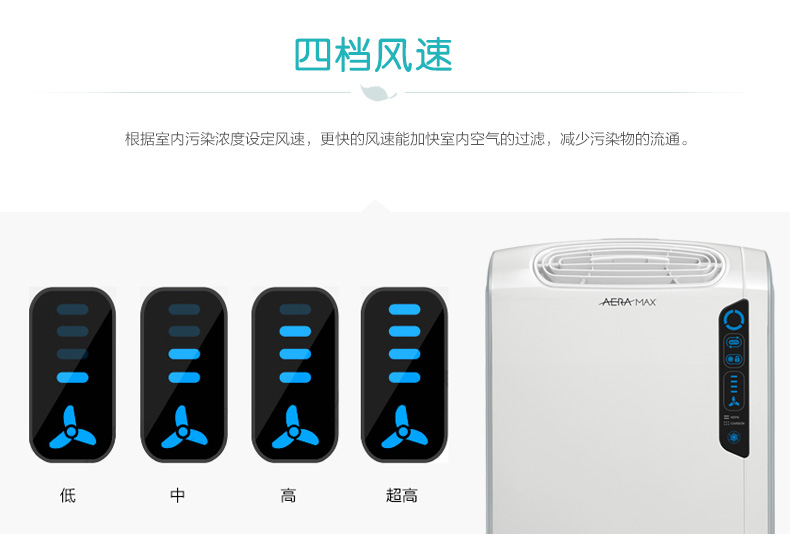 四档风速
根据室内污染浓度设定风速，更快的风速能加快室内空气的过滤，减少污染物的流通。
AERA MAX
低
中
高
超高